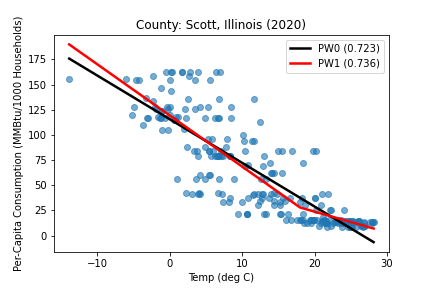 County: Scott, Illinois (2020)
PW0 (0.723)
PW1 (0.736)
Per-Capita Consumption (MMBtu/1000 Households)
175
150
125
100
75
50
25
0
−10
0
10
20
30
Temp (deg C)